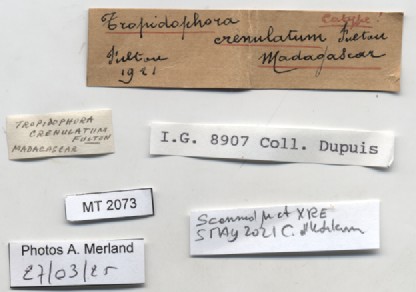 Cotype!
Tropidophora
crenulatum Fulton
Fulton Madagascar
1921
TROPIDOPHORA
CRENULATUM
FULTON
MADAGASCAR
I.G. 8907 Coll. Dupuis
MT 2073
Scanned µct XRE
5 May 2021 C.
Photos A. Merland
27/03/25